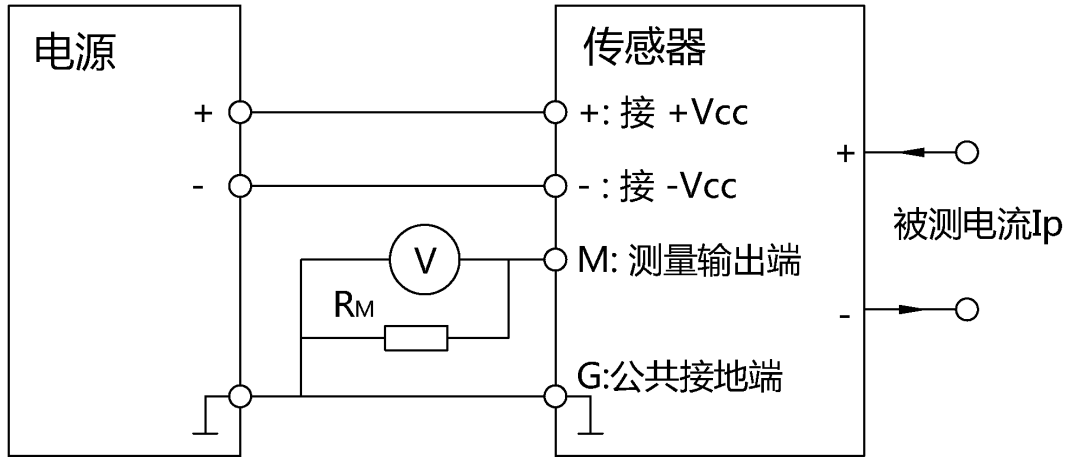 电源
传感器
+
+: 接 +Vcc
-
- : 接 -Vcc
+
被测电流Ip
-
V
M: 测量输出端
RM
G:公共接地端